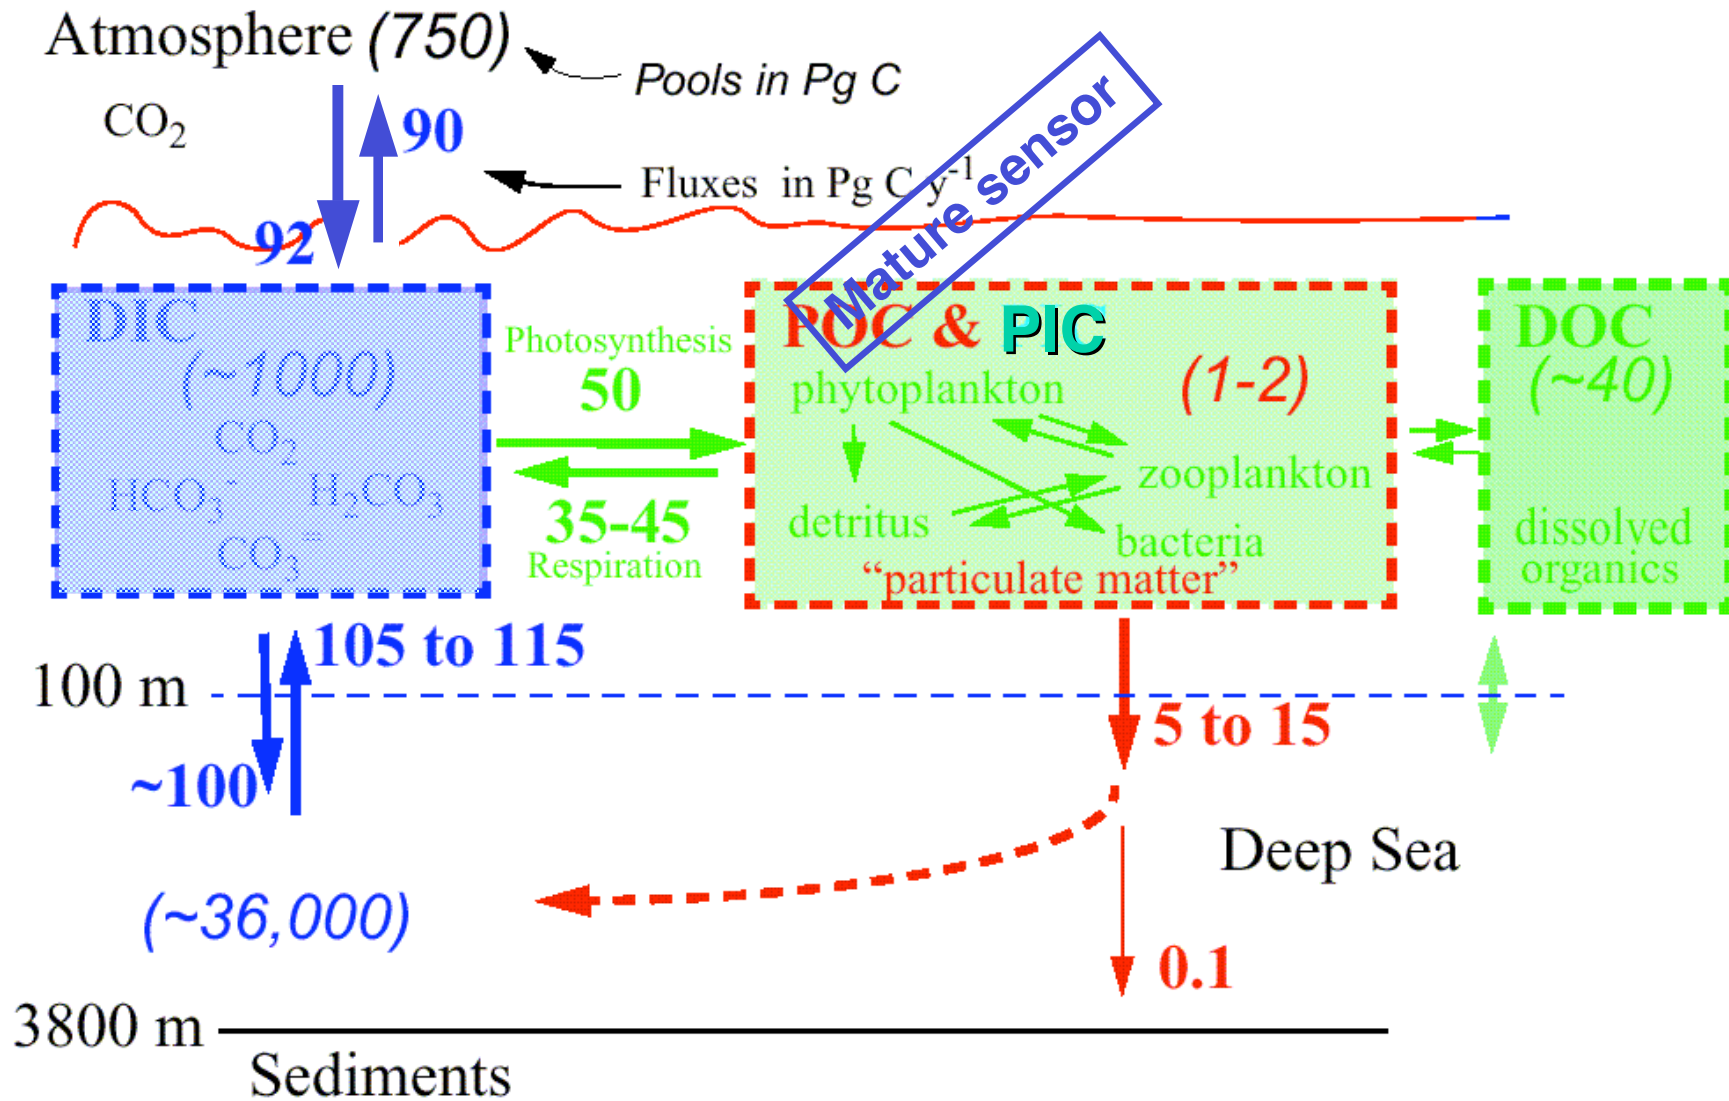 Atmosphere (750)
Pools in Pg C
CO2
90
Fluxes in Pg C y-1
Mature sensor
92
DIC
(~1000)
CO2
HCO3-
H2CO3
CO3=
Photosynthesis
50
35-45
Respiration
POC & PIC
(1-2)
phytoplankton
zooplankton
detritus
bacteria
“particulate matter”
DOC
(~40)
dissolved
organics
105 to 115
100 m
~100
5 to 15
Deep Sea
(~36,000)
0.1
3800 m
Sediments